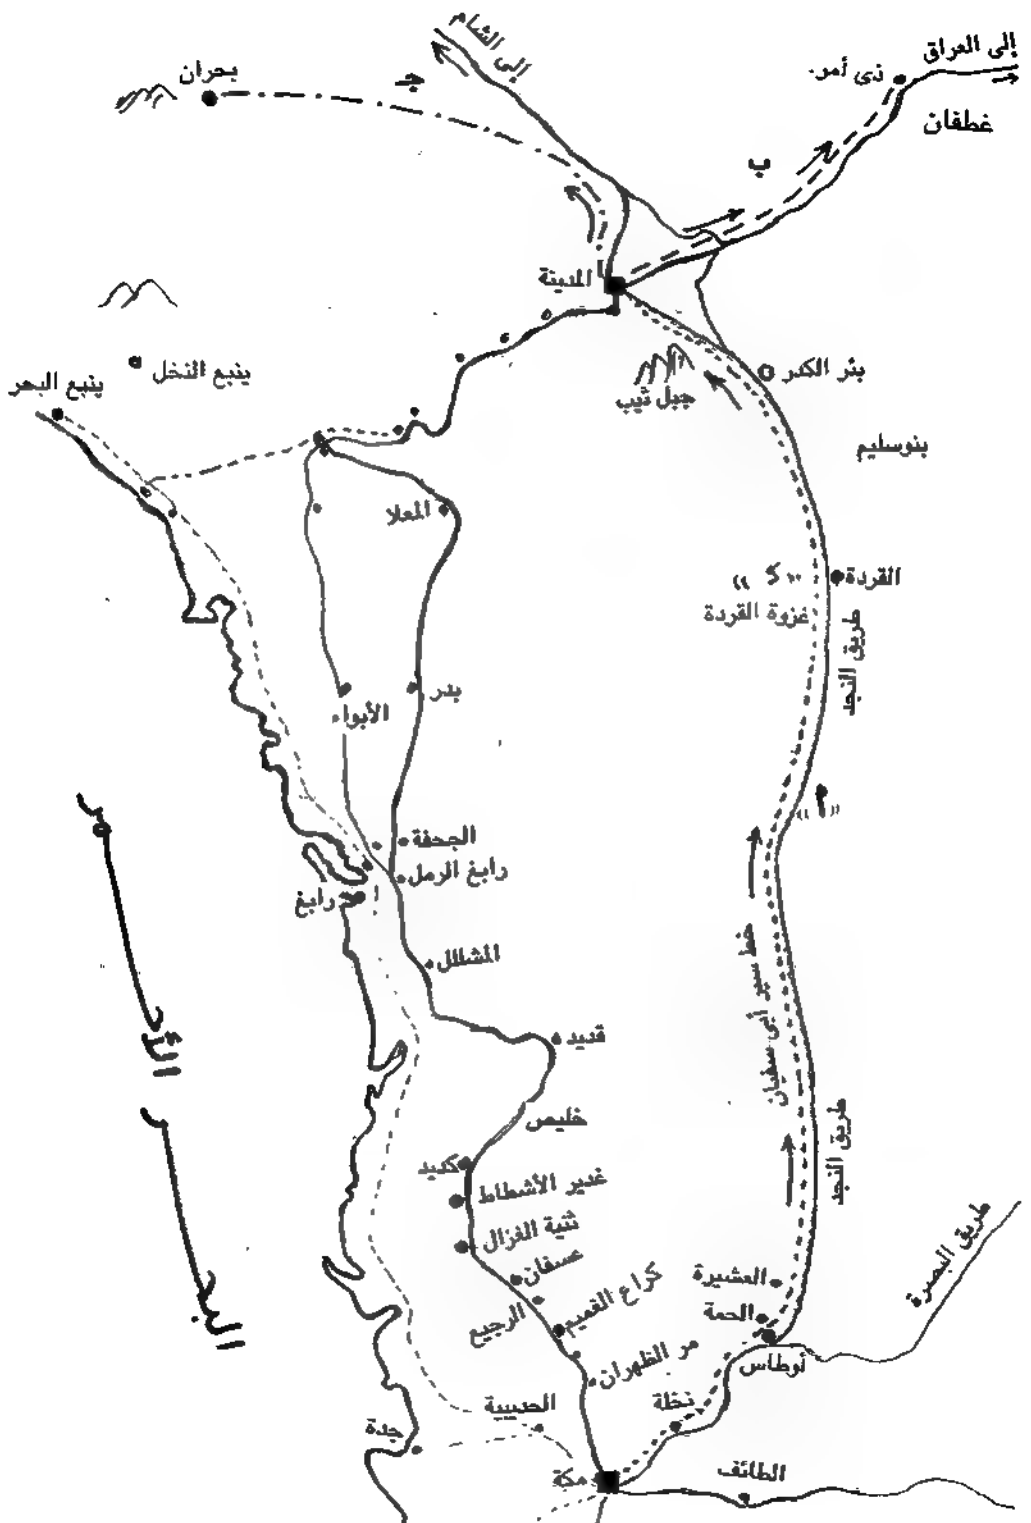 إلى الشام
إلى العراق
ذي أمر.
غطفان
بحران
جـ
ب
أ
المدينة
ينبع النخل
ينبع البحر
بئر الكدر
جبل ثيب
بنوسليم
المعلا
القردة
« ک »
غزوة القردة
طريق النجد
بدر
الأبواء
« أ »
الجحفة
رابغ الرمل
رابغ
المشلل
خط سير أبي سفيان
قديد
خليص
كديد
غدير الأشطاط
ثنية الغزال
عسفان
الرجيع
كراع الغميم
مر الظهران
طريق النجد
طريق البصرة
العشيرة
الحمة
أوطاس
نخلة
الحديبية
جدة
مكة
الطائف
البحر الأحمر